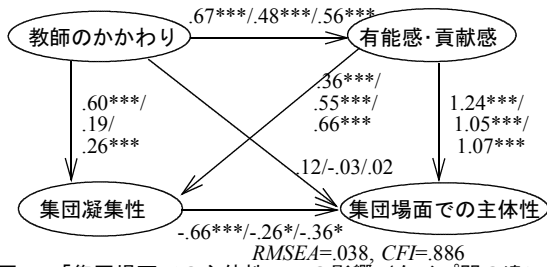 .67***/.48***/.56***
教師のかかわり
有能感・貢献感
.60***/
.19/
.26***
.36***/
.55***/
.66***
1.24***/
1.05***/
1.07***
.12/-.03/.02
集団凝集性
集団場面での主体性
-.66***/-.26*/-.36*
RMSEA=.038, CFI=.886